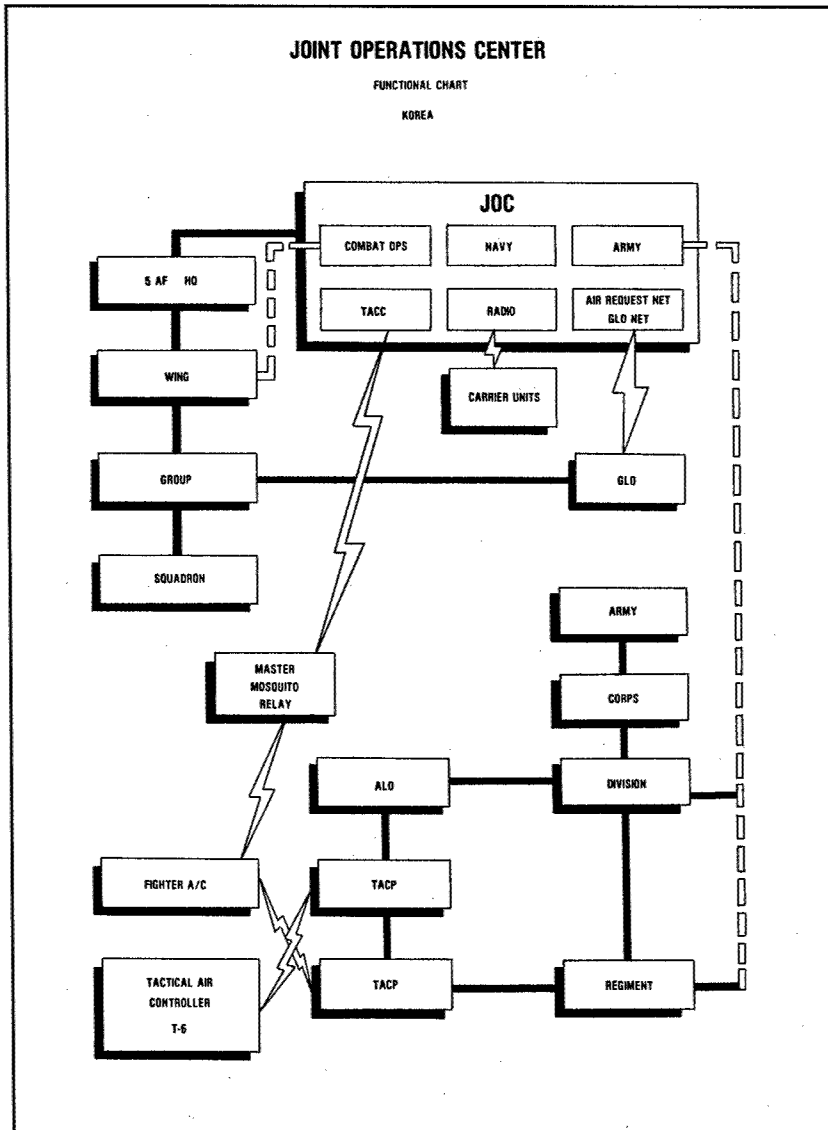 JOINT OPERATIONS CENTER
FUNCTIONAL CHART
KOREA
JOC
COMBAT OPS
NAVY
ARMY
5 AF HQ
TACC
RADIO
AIR REQUEST NET
GLO NET
WING
CARRIER UNITS
GROUP
GLO
SQUADRON
ARMY
MASTER
MOSQUITO
RELAY
CORPS
ALO
DIVISION
FIGHTER A/C
TACP
TACTICAL AIR
CONTROLLER
T-6
TACP
REGIMENT